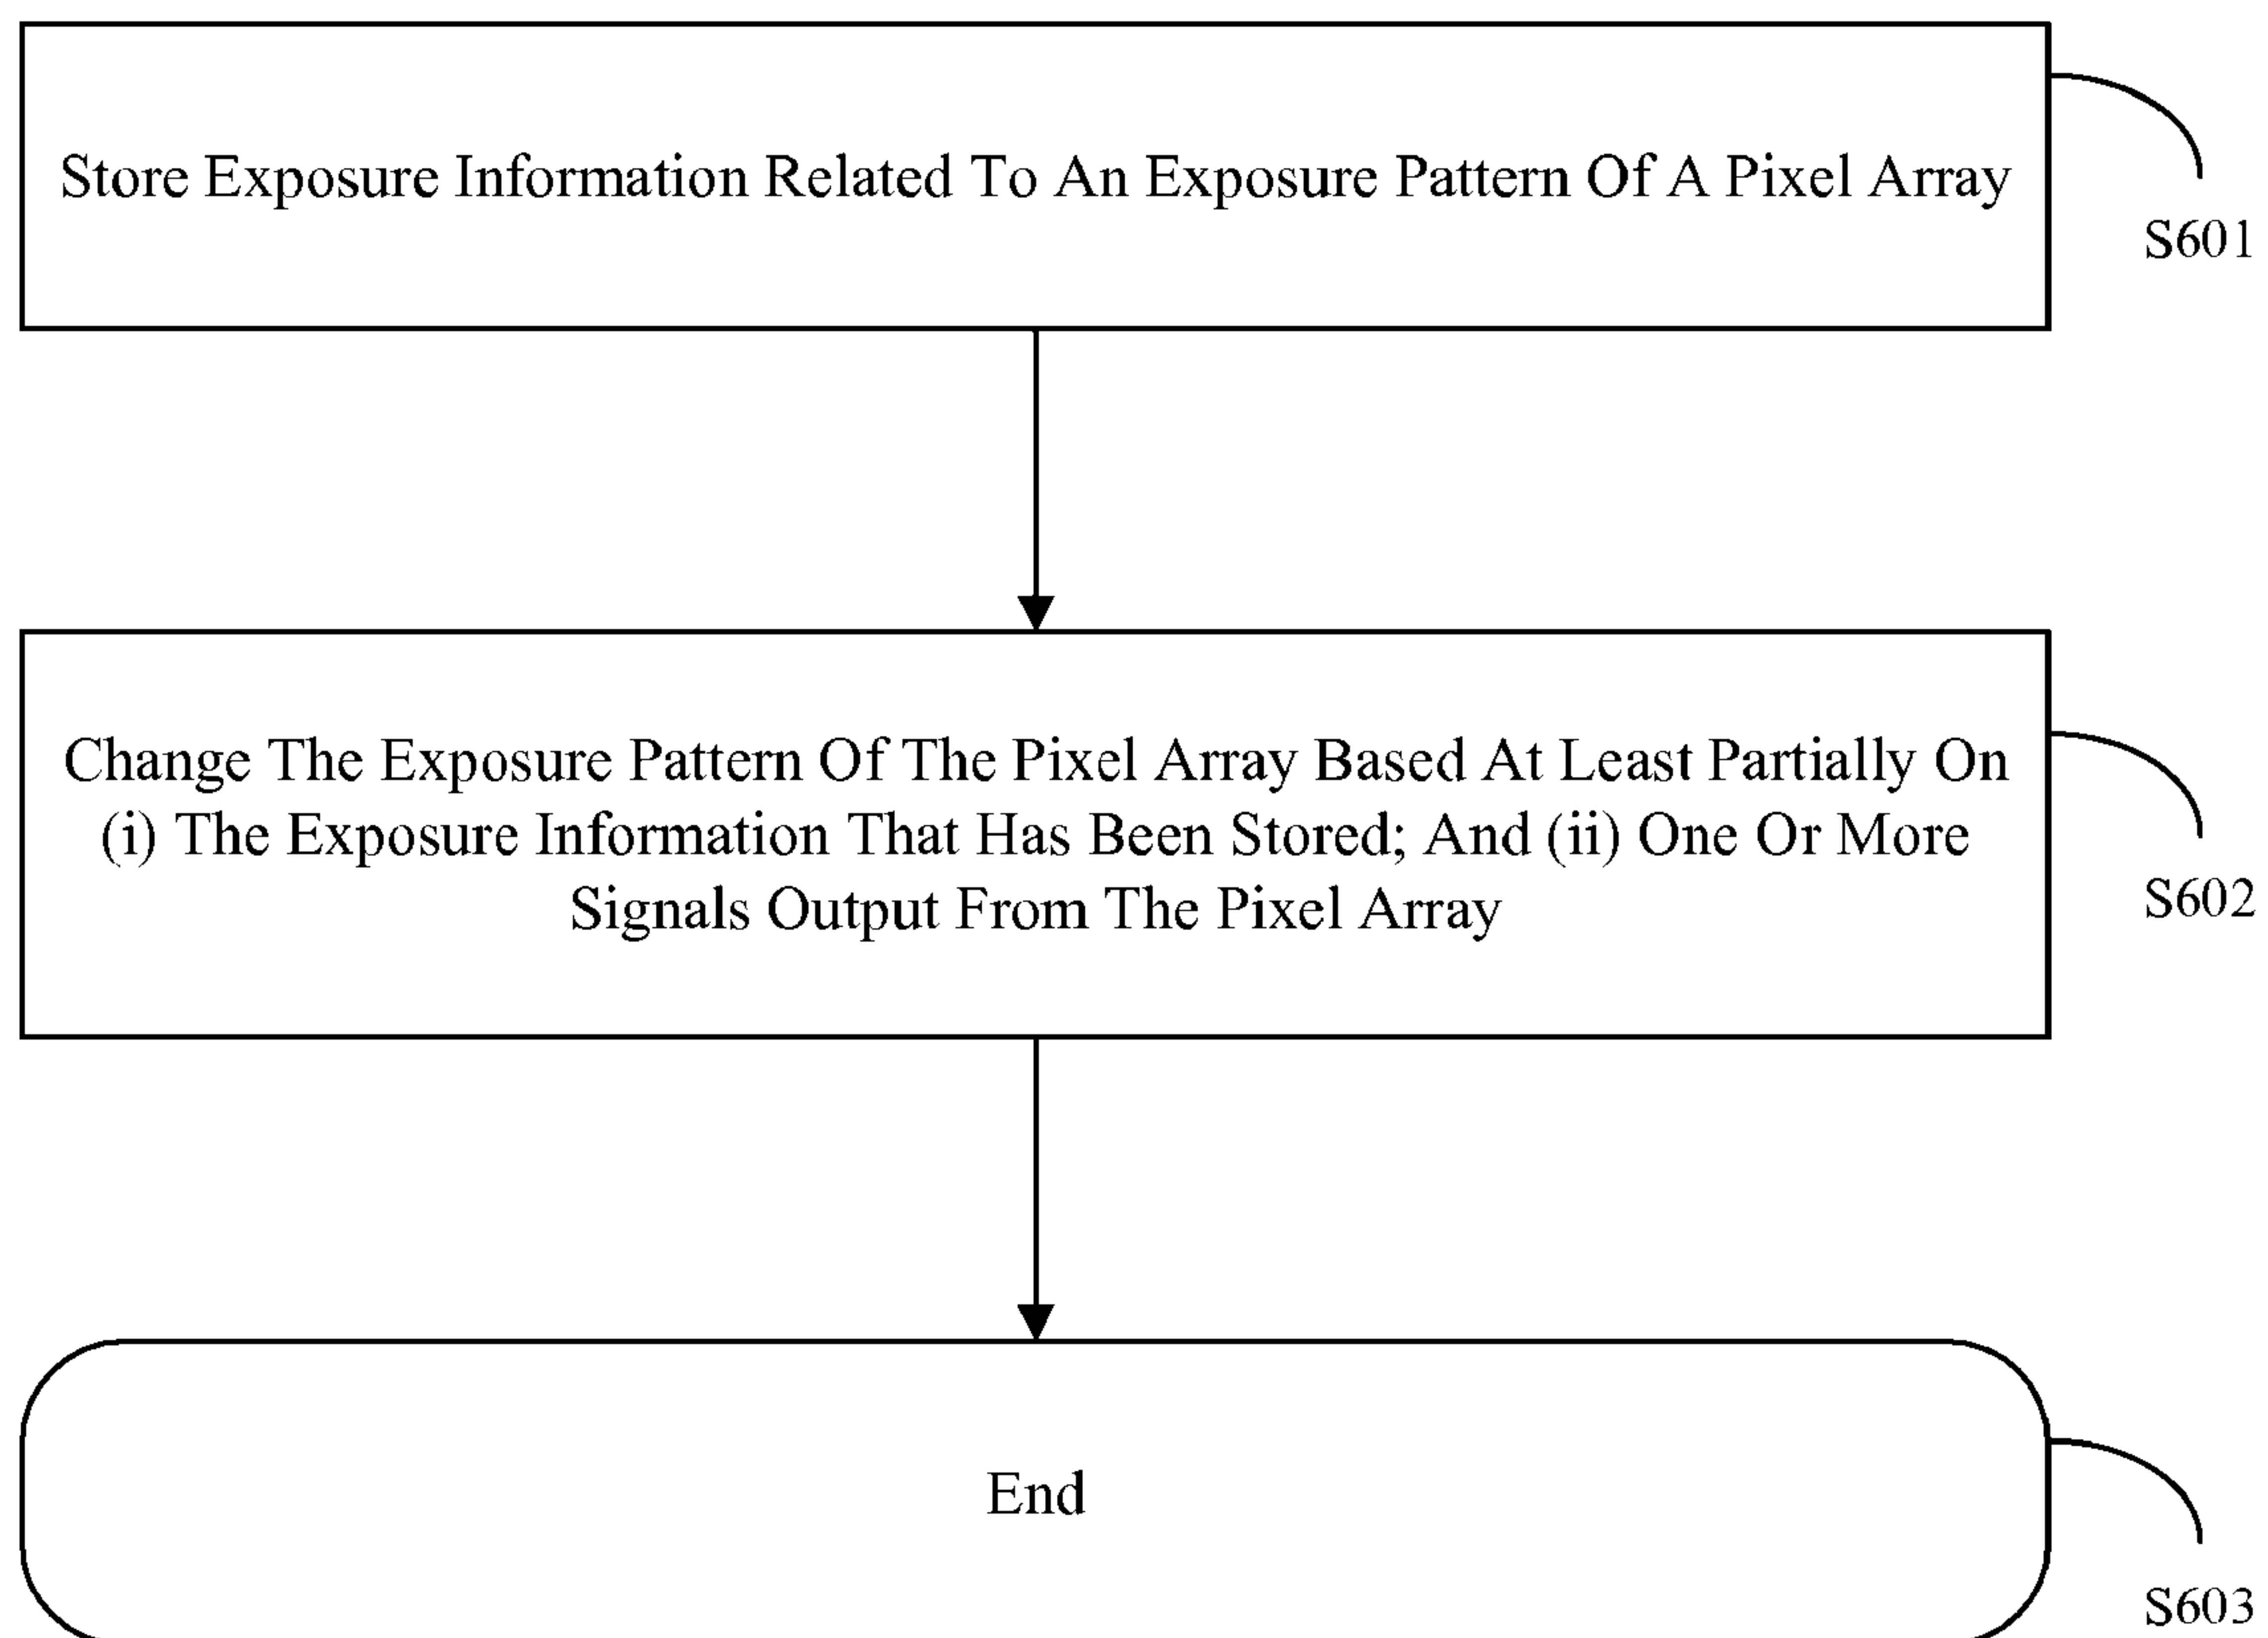 Store Exposure Information Related To An Exposure Pattern Of A Pixel Array
S601
Change The Exposure Pattern Of The Pixel Array Based At Least Partially On
(i) The Exposure Information That Has Been Stored; And (ii) One Or More
Signals Output From The Pixel Array
S602
End
S603